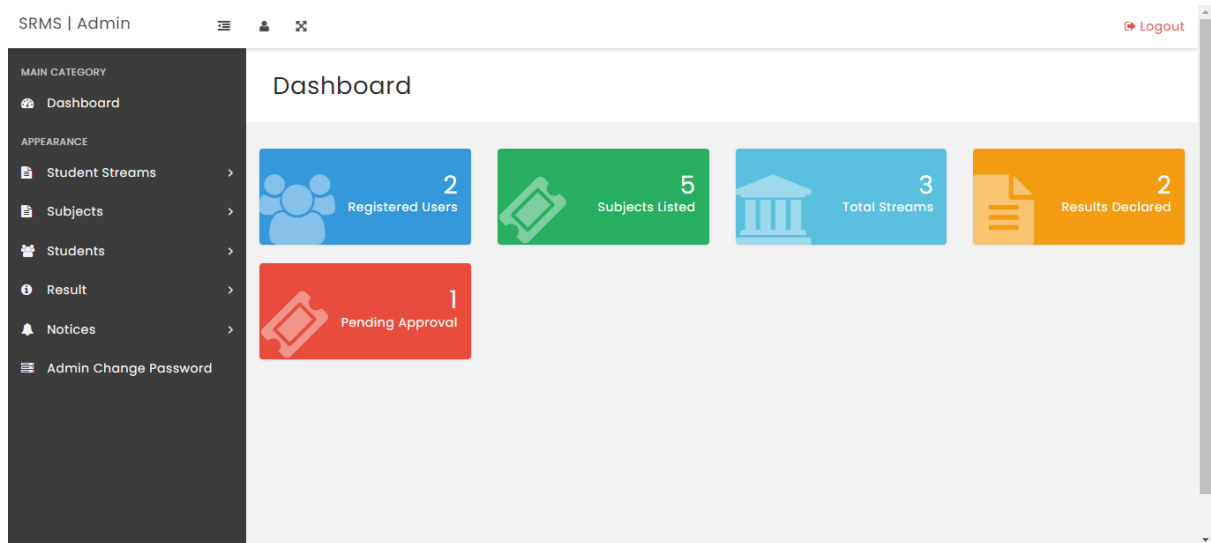 SRMS | Admin
Logout
MAIN CATEGORY
Dashboard
APPEARANCE
Student Streams
Subjects
Students
Result
Notices
Admin Change Password
Dashboard
2
Registered Users
5
Subjects Listed
3
Total Streams
2
Results Declared
1
Pending Approval